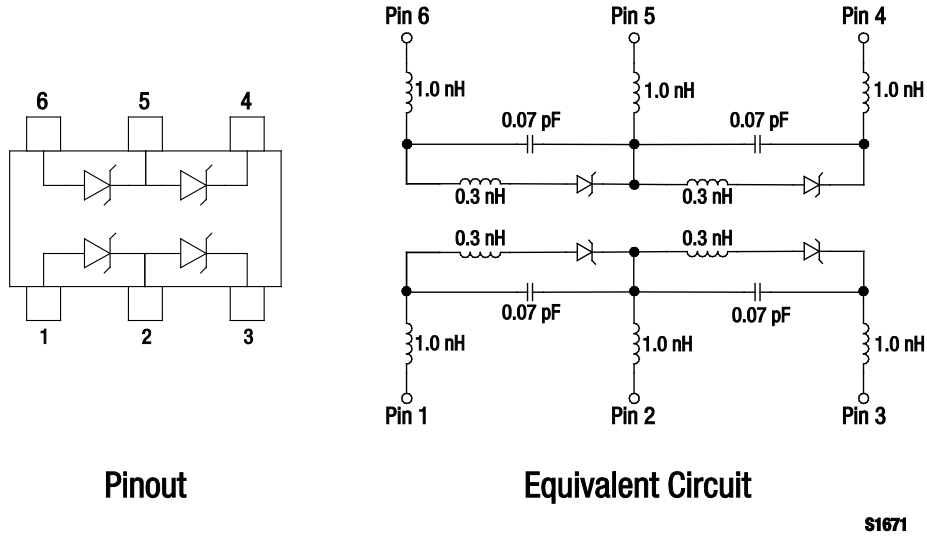 Pin 6 Pin 5 Pin 4
1.0 nH 1.0 nH 1.0 nH
6 5 4
0.07 pF 0.07 pF
0.3 nH 0.3 nH
0.3 nH 0.3 nH
0.07 pF 0.07 pF
1 2 3
1.0 nH 1.0 nH 1.0 nH
Pin 1 Pin 2 Pin 3
Pinout Equivalent Circuit
S1671